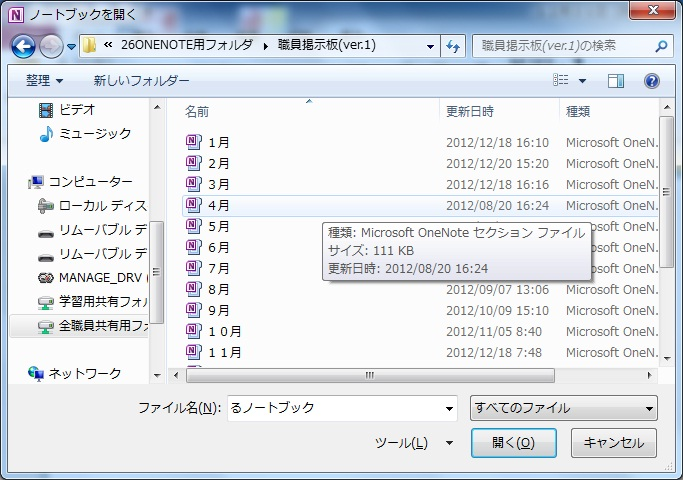 ノートブックを開く
« 26ONENOTE用フォルダ 職員掲示板(ver.1)
職員掲示板(ver.1)の検索
整理 新しいフォルダー
ビデオ
ミュージック
コンピューター
ローカル ディス
リムーバブル デ
リムーバブル デ
MANAGE_DRV (
学習用共有フォル
全職員共有用フォ
ネットワーク
名前 更新日時 種類
1月 2012/12/18 16:10 Microsoft OneN.
2月 2012/12/20 15:20 Microsoft OneN.
3月 2012/12/18 16:16 Microsoft OneN.
4月 2012/08/20 16:24 Microsoft OneN.
5月
6月
7月
種類: Microsoft OneNote セクション ファイル
サイズ: 111 KB
更新日時: 2012/08/20 16:24
8月 2012/09/07 13:06 Microsoft OneN.
9月 2012/10/09 15:10 Microsoft OneN.
10月 2012/11/05 8:40 Microsoft OneN.
11月 2012/12/18 7:48 Microsoft OneN.
ファイル名(N): るノートブック
すべてのファイル
ツール(L)
開く(O)
キャンセル